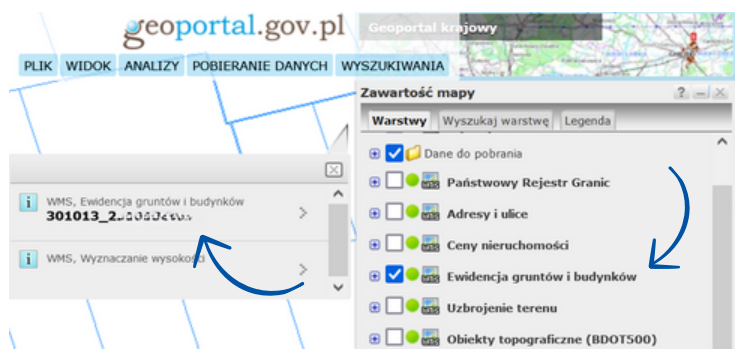 geoportal.gov.pl
Geoportal krajowy
PLIK WIDOK ANALIZY POBIERANIE DANYCH WYSZUKIWANIA
Zawartość mapy
Warstwy Wyszukaj warstwę Legenda
Dane do pobrania
Państwowy Rejestr Granic
Adresy i ulice
Ceny nieruchomości
Ewidencja gruntów i budynków
Uzbrojenie terenu
Obiekty topograficzne (BDOT500)
WMS, Ewidencja gruntów i budynków
301013_2.
WMS, Wyznaczanie wysokości